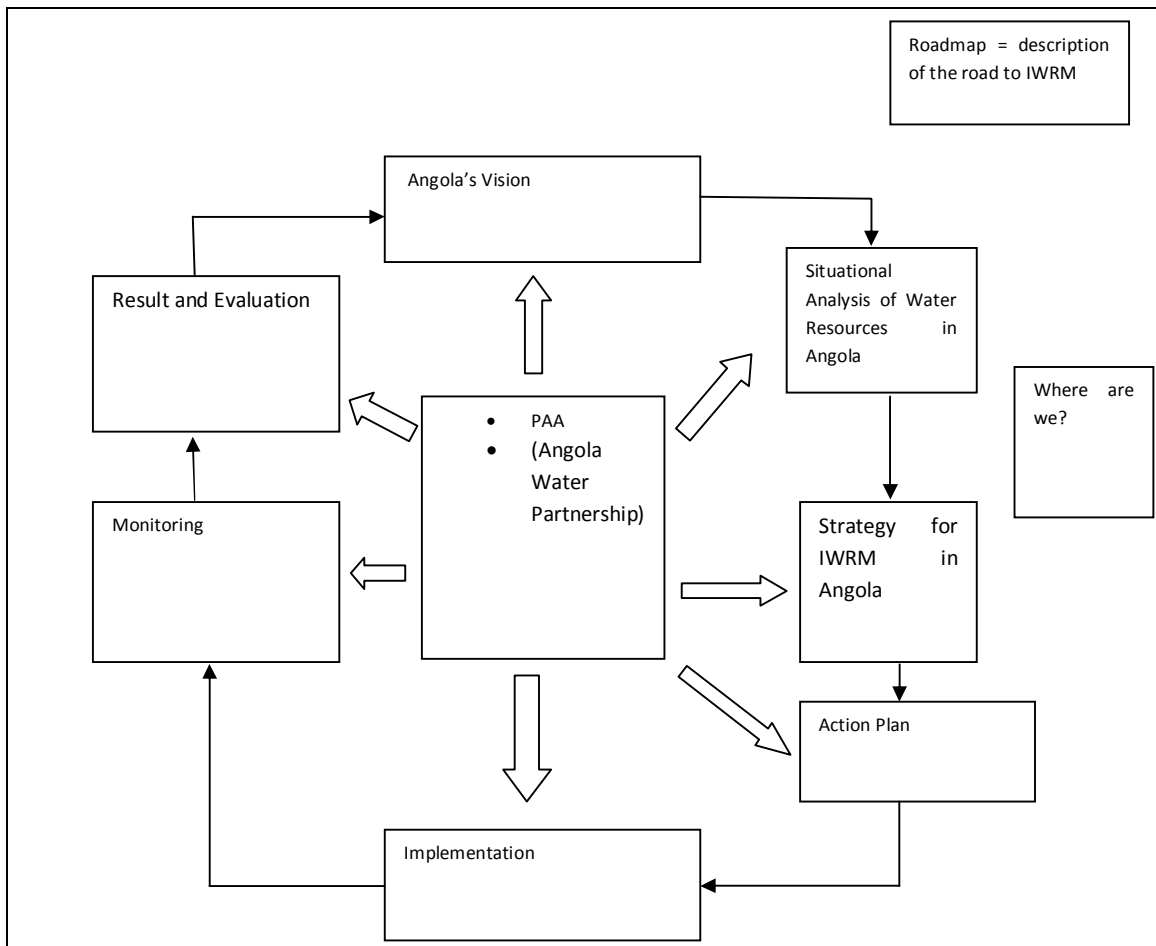 Roadmap = description
of the road to IWRM
Angola’s Vision
Situational
Analysis of Water
Resources in
Angola
Result and Evaluation
Where are
we?
• PAA
• (Angola
Water
Partnership)
Monitoring
Strategy for
IWRM in
Angola
Action Plan
Implementation